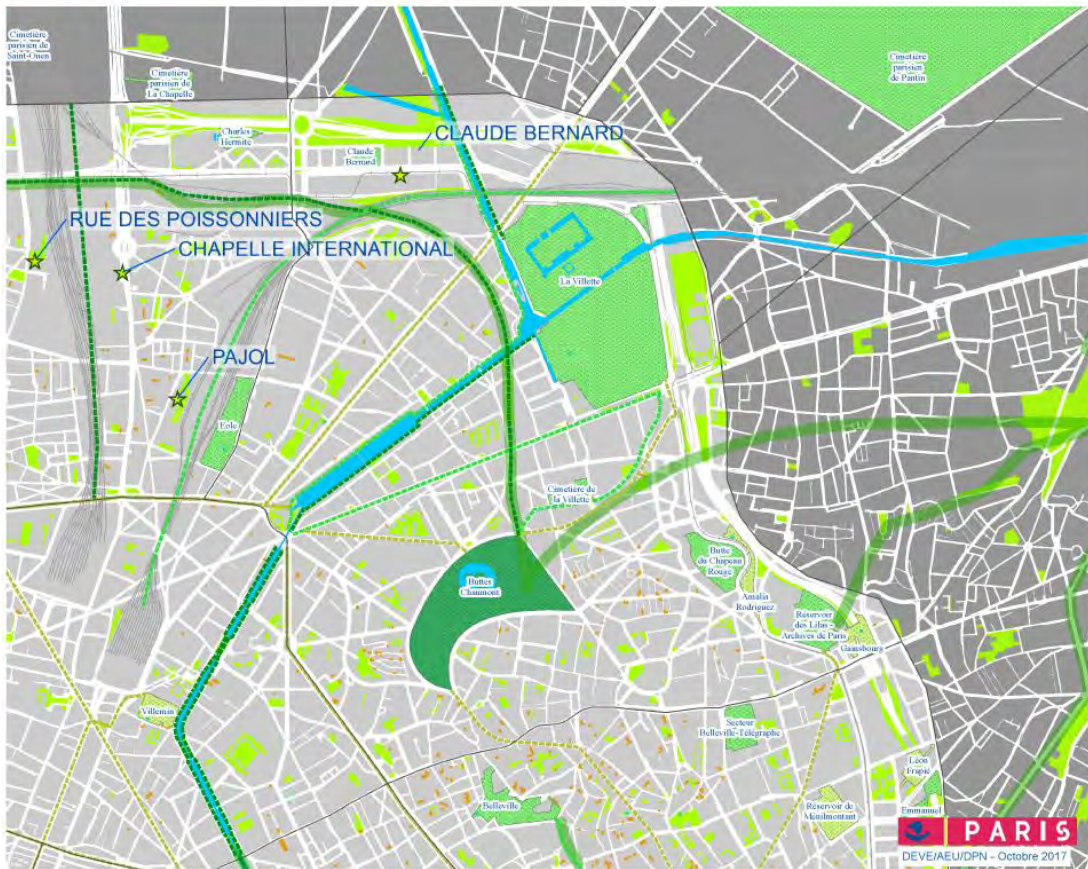 Cimetière
parisien de
Saint-Ouen
Cimetière
parisien de
La Chapelle
Cimetière
parisien
de Pantin
Charles
Hermite
CLAUDE BERNARD
Claude
Bernard
RUE DES POISSONNIERS
CHAPELLE INTERNATIONAL
La Villette
PAJOL
Eole
Cimetière de
la Villette
Butte
du Chapeau
Rouge
Buttes
Chaumont
Amalia
Rodriguez
Réservoir
des Lilas -
Archives de Paris
Gainsbourg
Villemin
Secteur
Belleville-Télégraphe
Léon
Frapié
Belleville
Réservoir de
Ménilmontant
Emmanuel
PARIS
DEVE/AEU/DPN - Octobre 2017